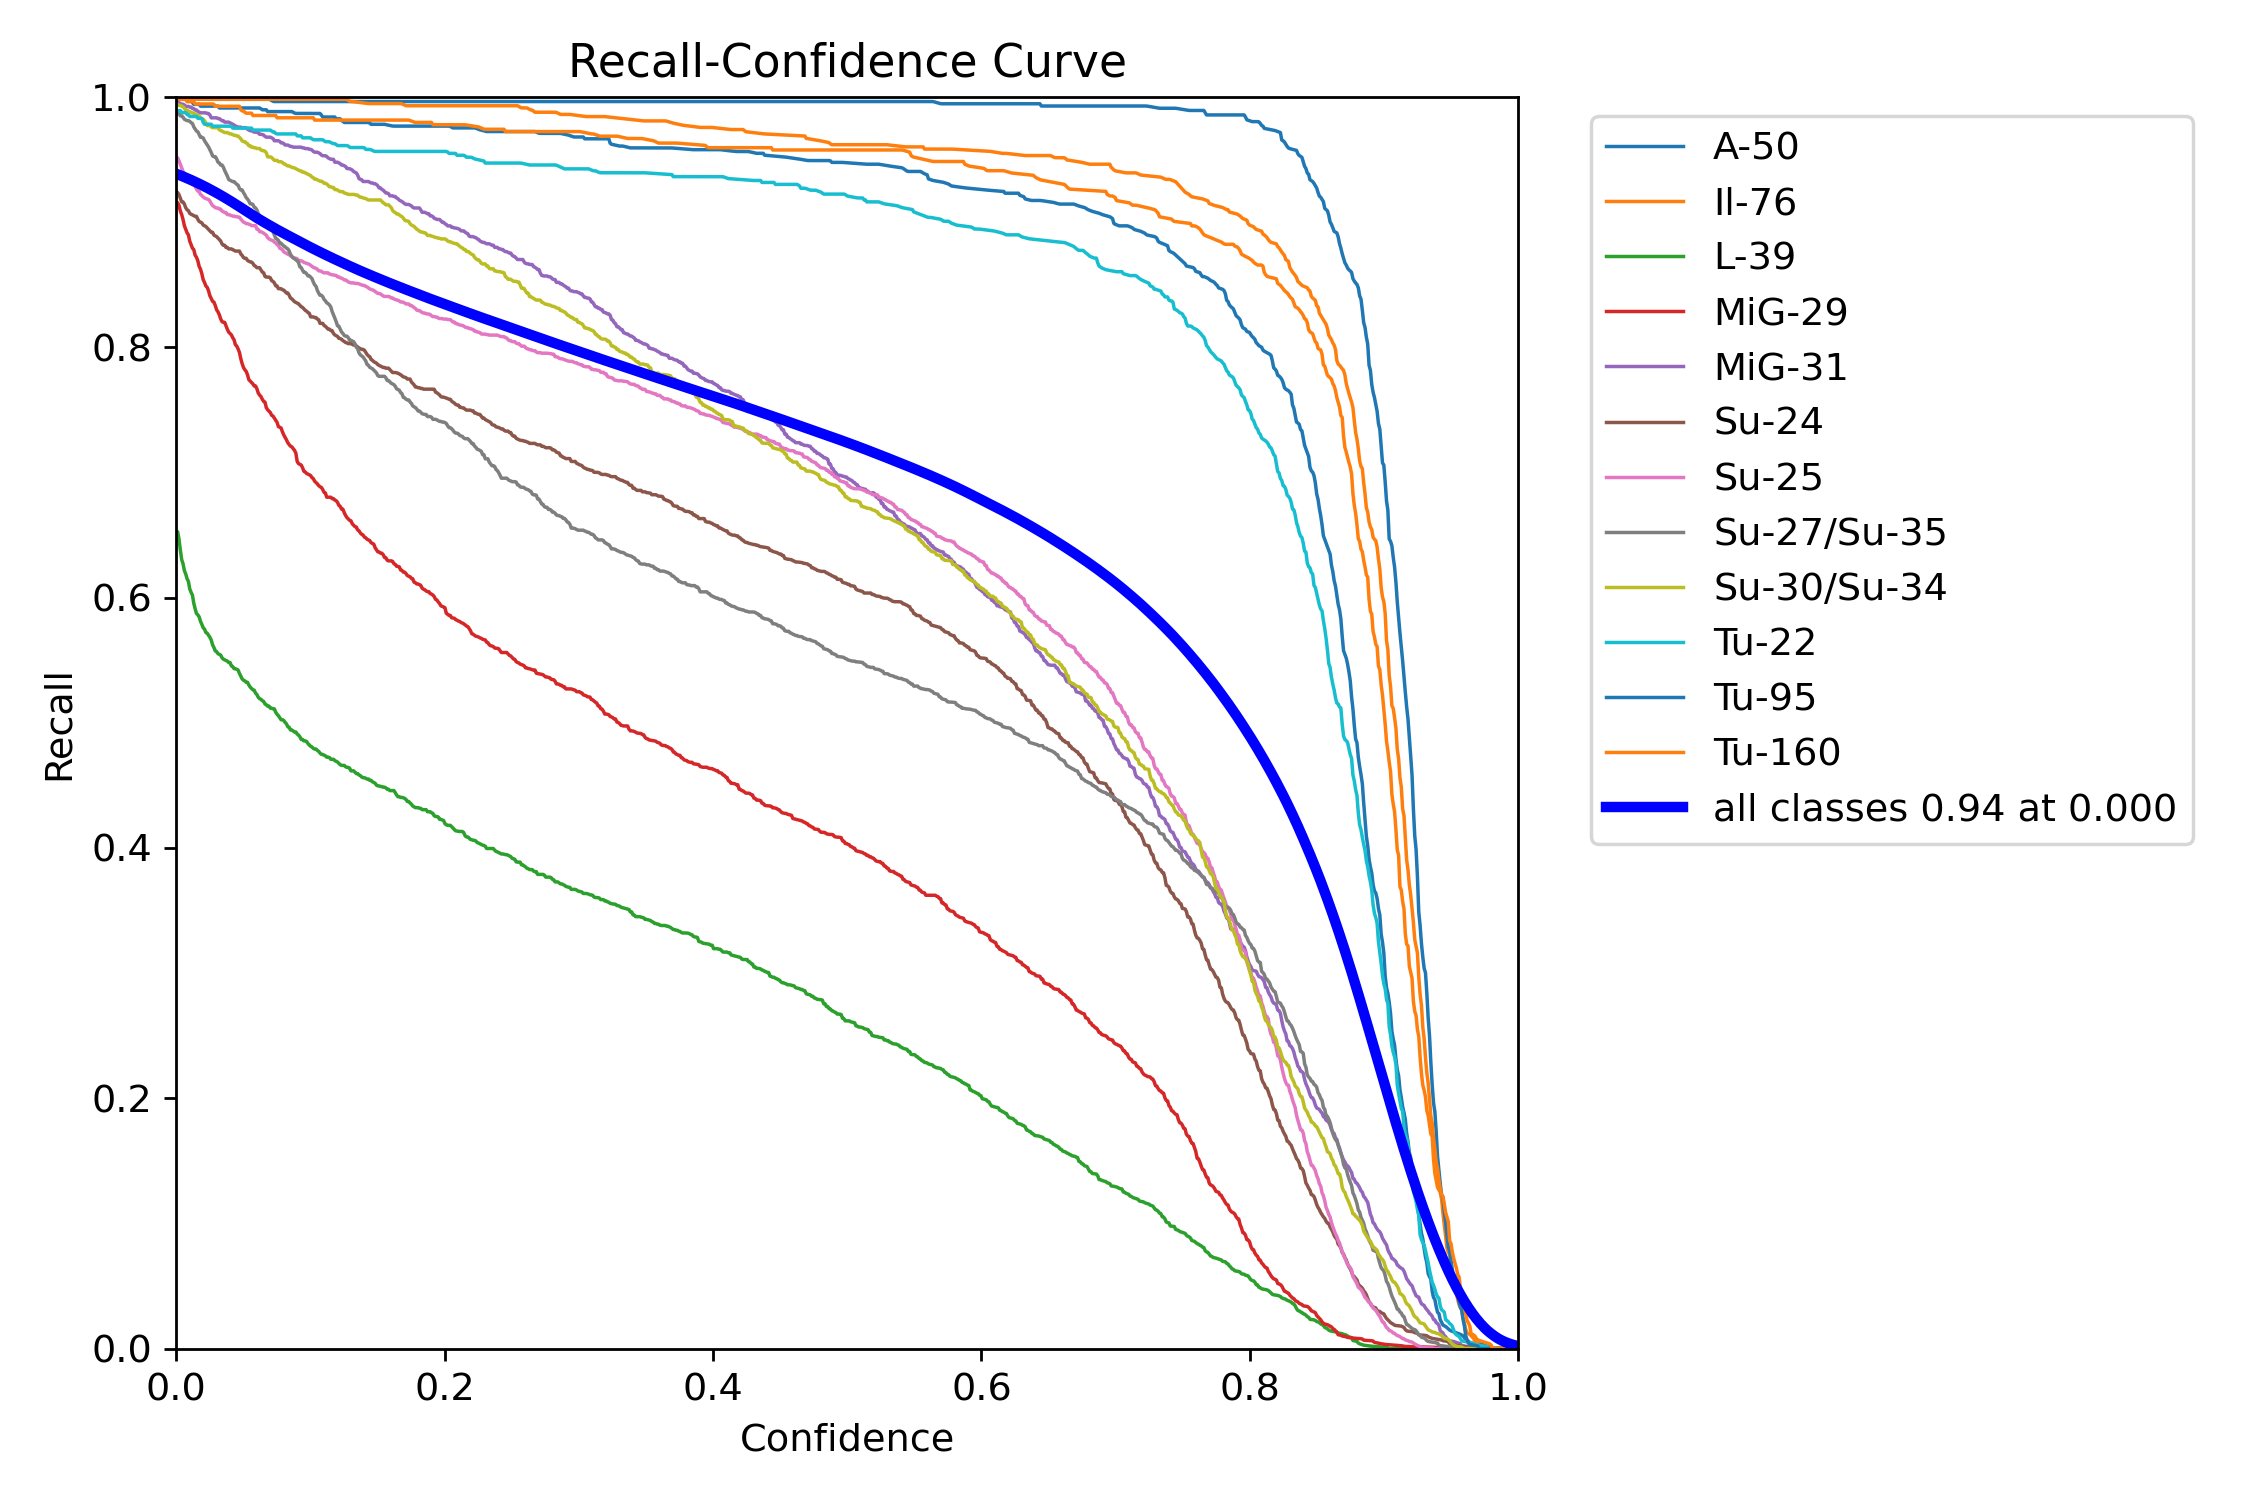 Recall-Confidence Curve
1.0
0.8
0.6
0.4
0.2
0.0
Recall
0.0 0.2 0.4 0.6 0.8 1.0
Confidence
A-50
Il-76
L-39
MiG-29
MiG-31
Su-24
Su-25
Su-27/Su-35
Su-30/Su-34
Tu-22
Tu-95
Tu-160
all classes 0.94 at 0.000